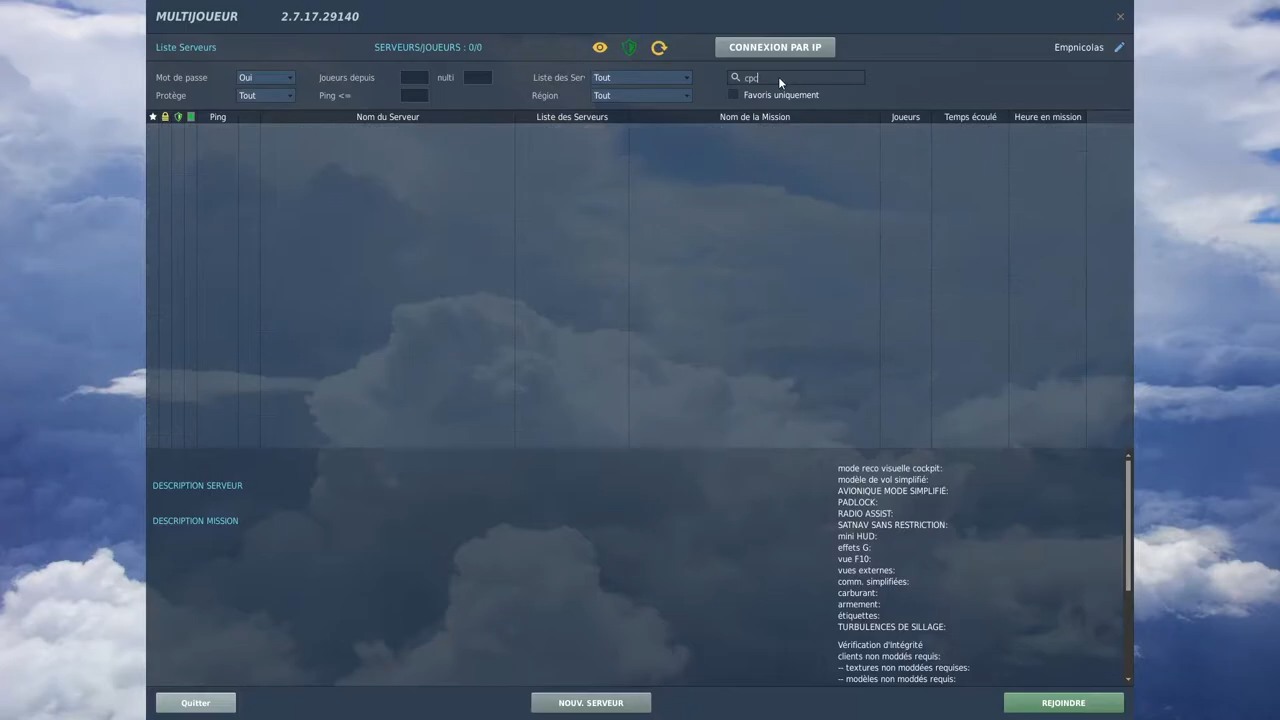 MULTIJOUEUR 2.7.17.29140
Liste Serveurs SERVEURS/JOUEURS : 0/0 CONNEXION PAR IP Empnicolas
Mot de passe Oui Joueurs depuis nulti Liste des Ser Tout cpc
Protège Tout Ping <= Région Tout Favoris uniquement
Ping Nom du Serveur Liste des Serveurs Nom de la Mission Joueurs Temps écoulé Heure en mission
DESCRIPTION SERVEUR
DESCRIPTION MISSION
mode reco visuelle cockpit:
modèle de vol simplifié:
AVIONIQUE MODE SIMPLIFIÉ:
PADLOCK:
RADIO ASSIST:
SATNAV SANS RESTRICTION:
mini HUD:
effets G:
vue F10:
vues externes:
comm. simplifiées:
carburant:
armement:
étiquettes:
TURBULENCES DE SILLAGE:
Vérification d'Intégrité
clients non moddés requis:
-- textures non moddées requises:
-- modèles non moddés requis:
Quitter NOUV. SERVEUR REJOINDRE